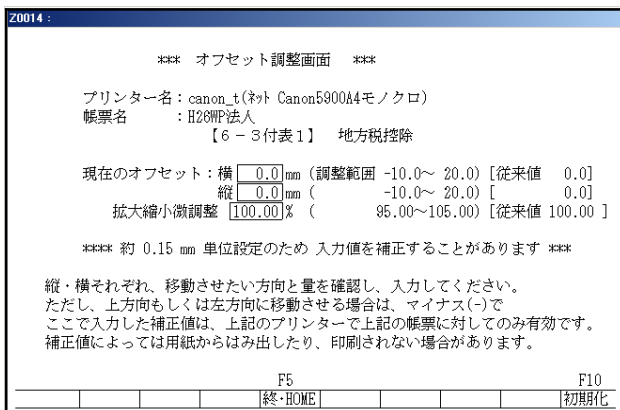 Z0014 :
*** オフセット調整画面 ***
プリンター名：canon_t(ﾈｯﾄ Canon5900A4モノクロ)
帳票名 ：H26WP法人
【６－３付表１】 地方税控除
現在のオフセット：横 0.0 mm (調整範囲 -10.0～ 20.0) [従来値 0.0]
縦 0.0 mm ( -10.0～ 20.0) [ 0.0]
拡大縮小微調整 100.00 % ( 95.00～105.00) [従来値 100.00 ]
**** 約 0.15 mm 単位設定のため 入力値を補正することがあります ***
縦・横それぞれ、移動させたい方向と量を確認し、入力してください。
ただし、上方向もしくは左方向に移動させる場合は、マイナス(-)で
ここで入力した補正値は、上記のプリンターで上記の帳票に対してのみ有効です。
補正値によっては用紙からはみ出したり、印刷されない場合があります。
F5 F10
終･HOME 初期化